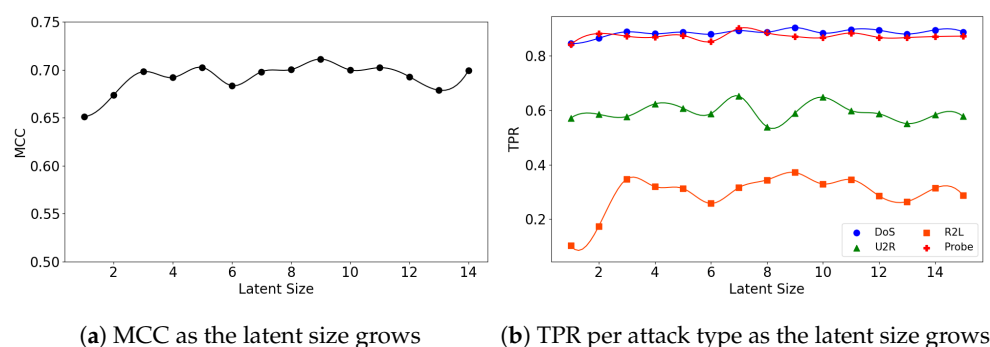 0.75
0.70
0.65
0.60
0.55
0.50
MCC
2 4 6 8 10 12 14
Latent Size
(a) MCC as the latent size grows
0.8
0.6
0.4
0.2
TPR
DoS R2L
U2R Probe
2 4 6 8 10 12 14
Latent Size
(b) TPR per attack type as the latent size grows